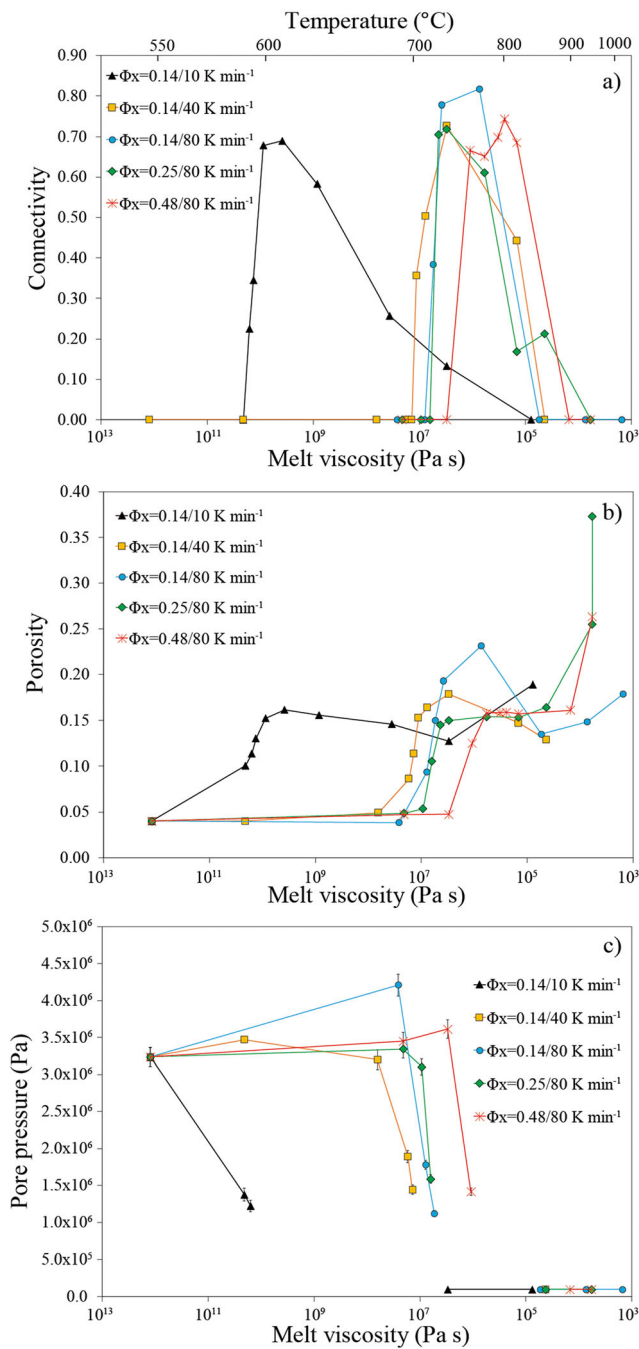 Temperature (°C)
550 600 700 800 900 1000
a)
0.90
0.80
0.70
0.60
0.50
0.40
0.30
0.20
0.10
0.00
Connectivity
Φx=0.14/10 K min⁻¹
Φx=0.14/40 K min⁻¹
Φx=0.14/80 K min⁻¹
Φx=0.25/80 K min⁻¹
Φx=0.48/80 K min⁻¹
10¹³ 10¹¹ 10⁹ 10⁷ 10⁵ 10³
Melt viscosity (Pa s)
b)
0.40
0.35
0.30
0.25
0.20
0.15
0.10
0.05
0.00
Porosity
Φx=0.14/10 K min⁻¹
Φx=0.14/40 K min⁻¹
Φx=0.14/80 K min⁻¹
Φx=0.25/80 K min⁻¹
Φx=0.48/80 K min⁻¹
10¹³ 10¹¹ 10⁹ 10⁷ 10⁵ 10³
Melt viscosity (Pa s)
c)
5.0x10⁶
4.5x10⁶
4.0x10⁶
3.5x10⁶
3.0x10⁶
2.5x10⁶
2.0x10⁶
1.5x10⁶
1.0x10⁶
5.0x10⁵
0.0
Pore pressure (Pa)
Φx=0.14/10 K min⁻¹
Φx=0.14/40 K min⁻¹
Φx=0.14/80 K min⁻¹
Φx=0.25/80 K min⁻¹
Φx=0.48/80 K min⁻¹
10¹³ 10¹¹ 10⁹ 10⁷ 10⁵ 10³
Melt viscosity (Pa s)